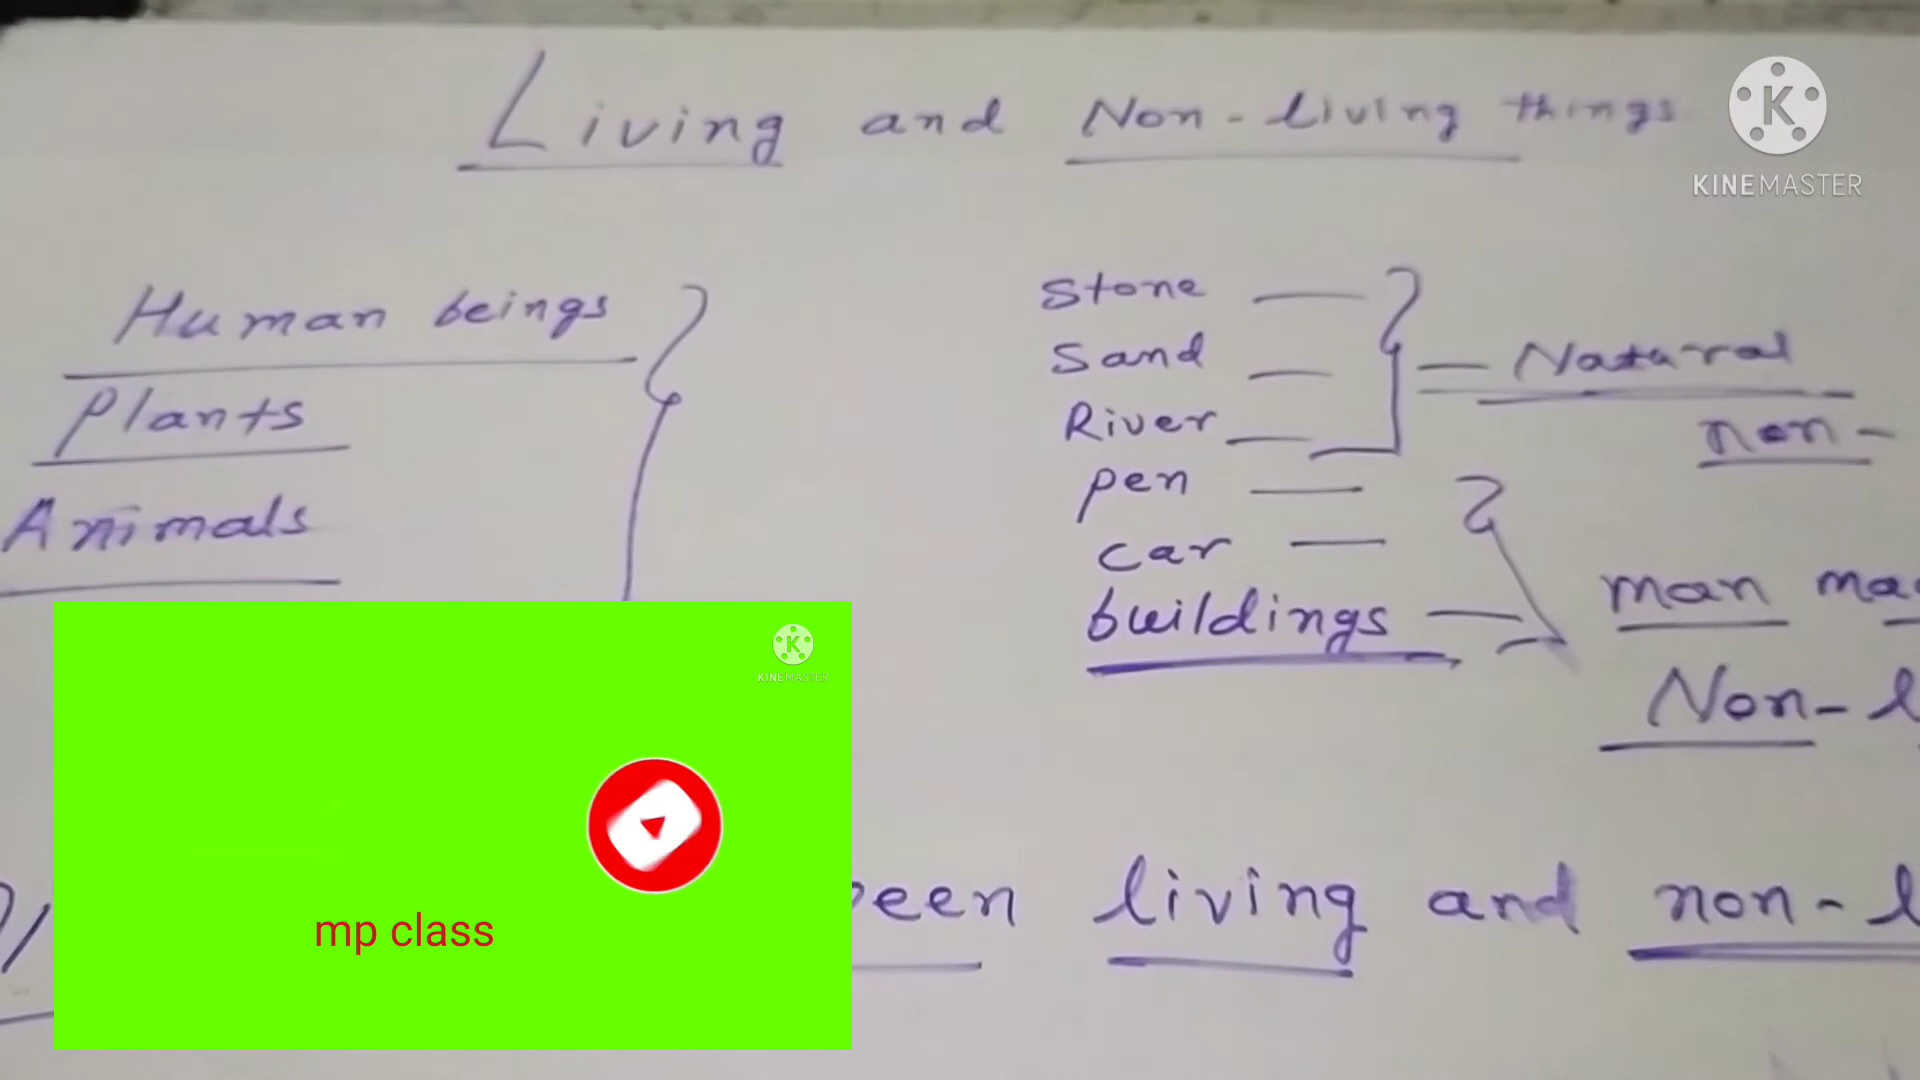 Living and Non-living things.
KINEMASTER
Human beings
Plants
Animals
Stone
Sand
River
Pen
Car
buildings
Natural
non-
man
Non-
KINEMASTER
mp class
living and non-